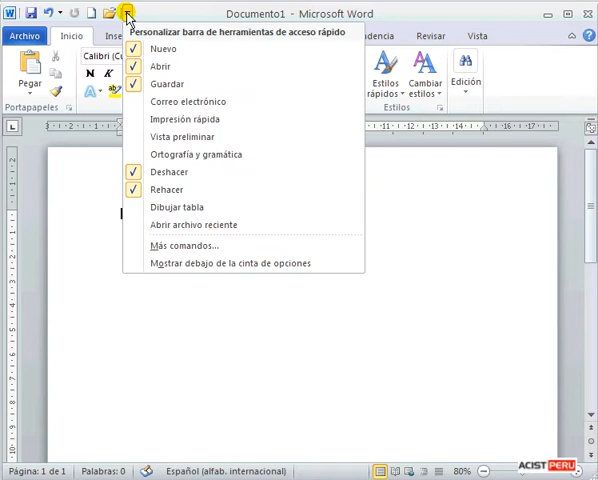 Documento1 - Microsoft Word
Archivo
Inicio
Inse
dencia
Revisar
Vista
Pegar
Portapapeles
Calibri (Cu
N K
Estilos rápidos
Cambiar estilos
Estilos
Edición
Personalizar barra de herramientas de acceso rápido
Nuevo
Abrir
Guardar
Correo electrónico
Impresión rápida
Vista preliminar
Ortografía y gramática
Deshacer
Rehacer
Dibujar tabla
Abrir archivo reciente
Más comandos...
Mostrar debajo de la cinta de opciones
Página: 1 de 1
Palabras: 0
Español (alfab. internacional)
80%
ACISTPERU